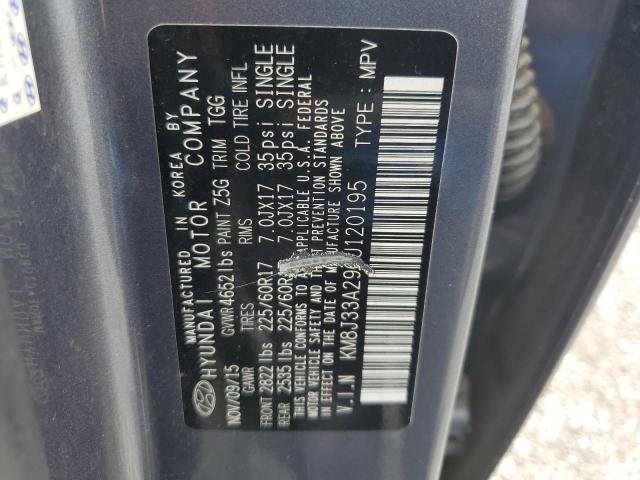 MANUFACTURED IN KOREA BY
HYUNDAI MOTOR COMPANY
NOV/09/15 GVWR 4652 lbs PAINT Z5G TRIM TGG
GAWR TIRES RIMS COLD TIRE INFL
FRONT 2822 lbs 225/60R17 7.0JX17 35psi SINGLE
REAR 2535 lbs 225/60R17 7.0JX17 35psi SINGLE
THIS VEHICLE CONFORMS TO ALL APPLICABLE U.S.A. FEDERAL
MOTOR VEHICLE SAFETY AND THEFT PREVENTION STANDARDS
IN EFFECT ON THE DATE OF MANUFACTURE SHOWN ABOVE
V.I.N KM8J33A29 U120195 TYPE : MPV